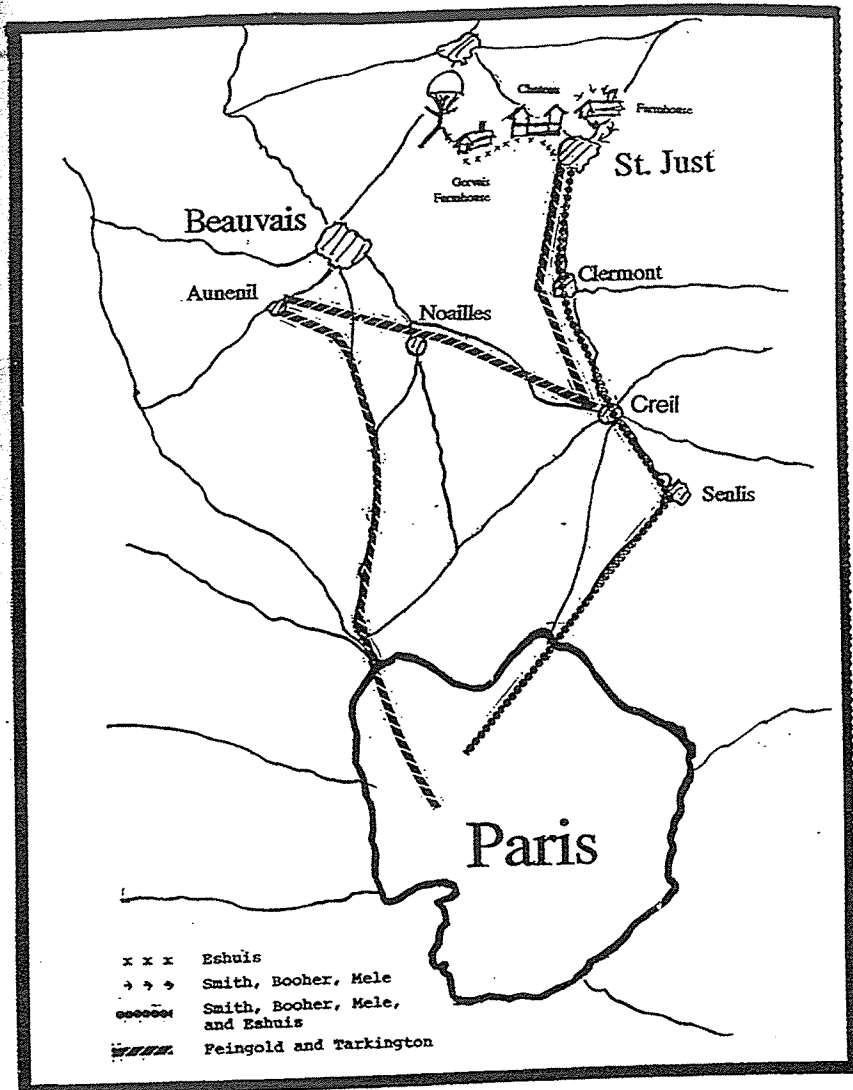 Chateau
Farmhouse
St. Just
Gervais
Farmhouse
Beauvais
Clermont
Auneuil
Noailles
Creil
Senlis
Paris
x x x Eshuis
→ → → Smith, Booher, Mele
Smith, Booher, Mele,
and Eshuis
Feingold and Tarkington